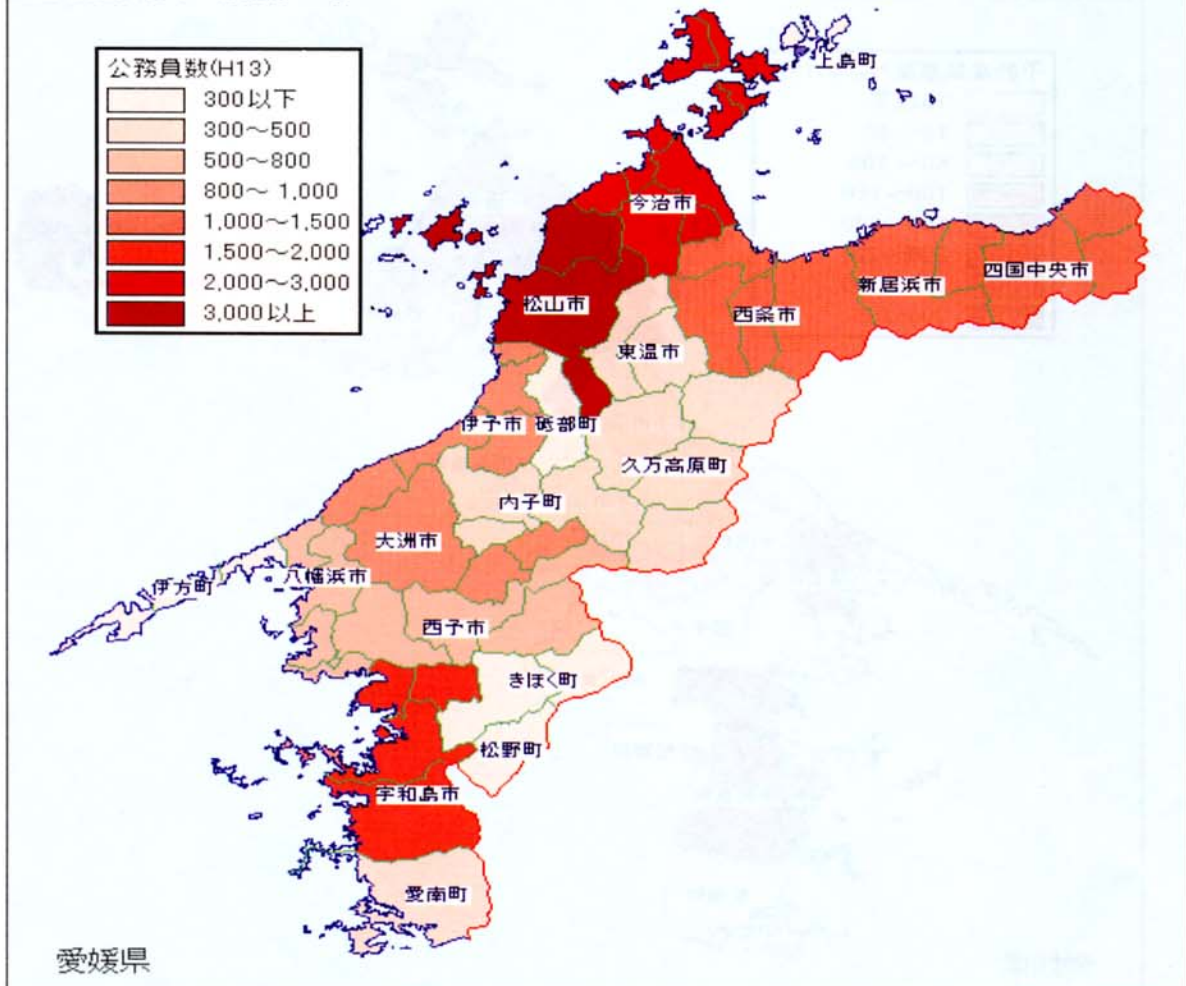 公務員数(H13)
300以下
300～500
500～800
800～1,000
1,000～1,500
1,500～2,000
2,000～3,000
3,000以上
上島町
今治市
松山市
西条市
新居浜市
四国中央市
東温市
伊予市
砥部町
久万高原町
内子町
大洲市
八幡浜市
伊方町
西予市
きほく町
松野町
宇和島市
愛南町
愛媛県